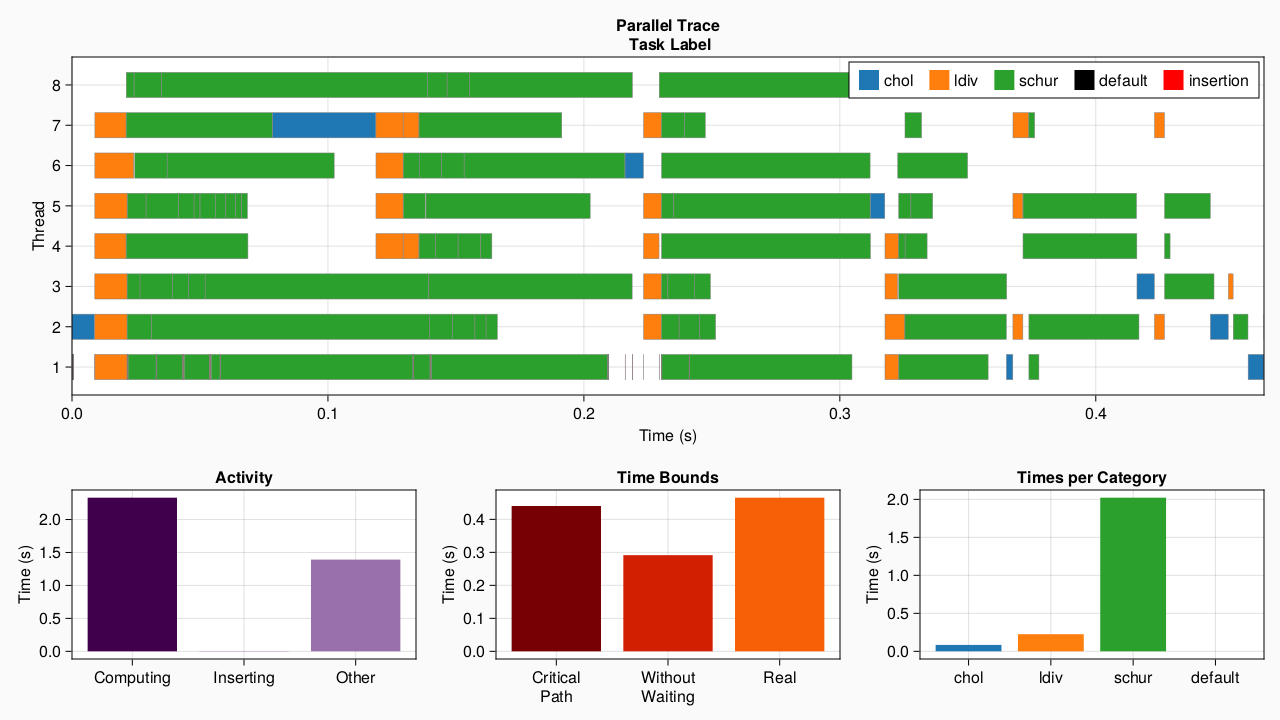 Parallel Trace
Task Label
chol ldiv schur default insertion
Thread
8
7
6
5
4
3
2
1
0.0 0.1 0.2 0.3 0.4
Time (s)
Activity
Time (s)
2.0
1.5
1.0
0.5
0.0
Computing Inserting Other
Time Bounds
Time (s)
0.4
0.3
0.2
0.1
0.0
Critical Path Without Waiting Real
Times per Category
Time (s)
2.0
1.5
1.0
0.5
0.0
chol ldiv schur default